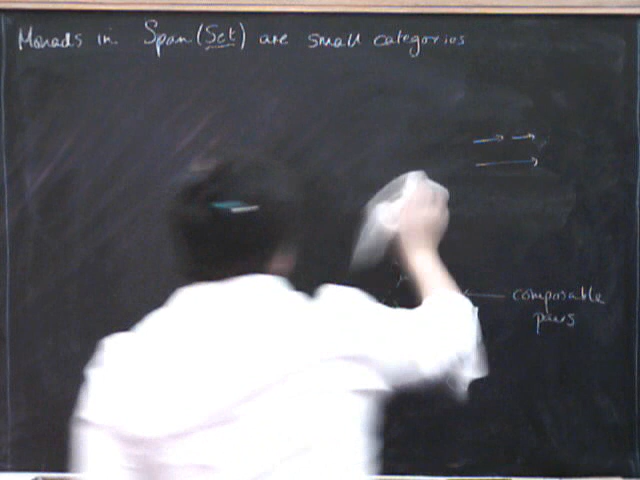 Monads in Span(Set) are small categories
composable
pairs